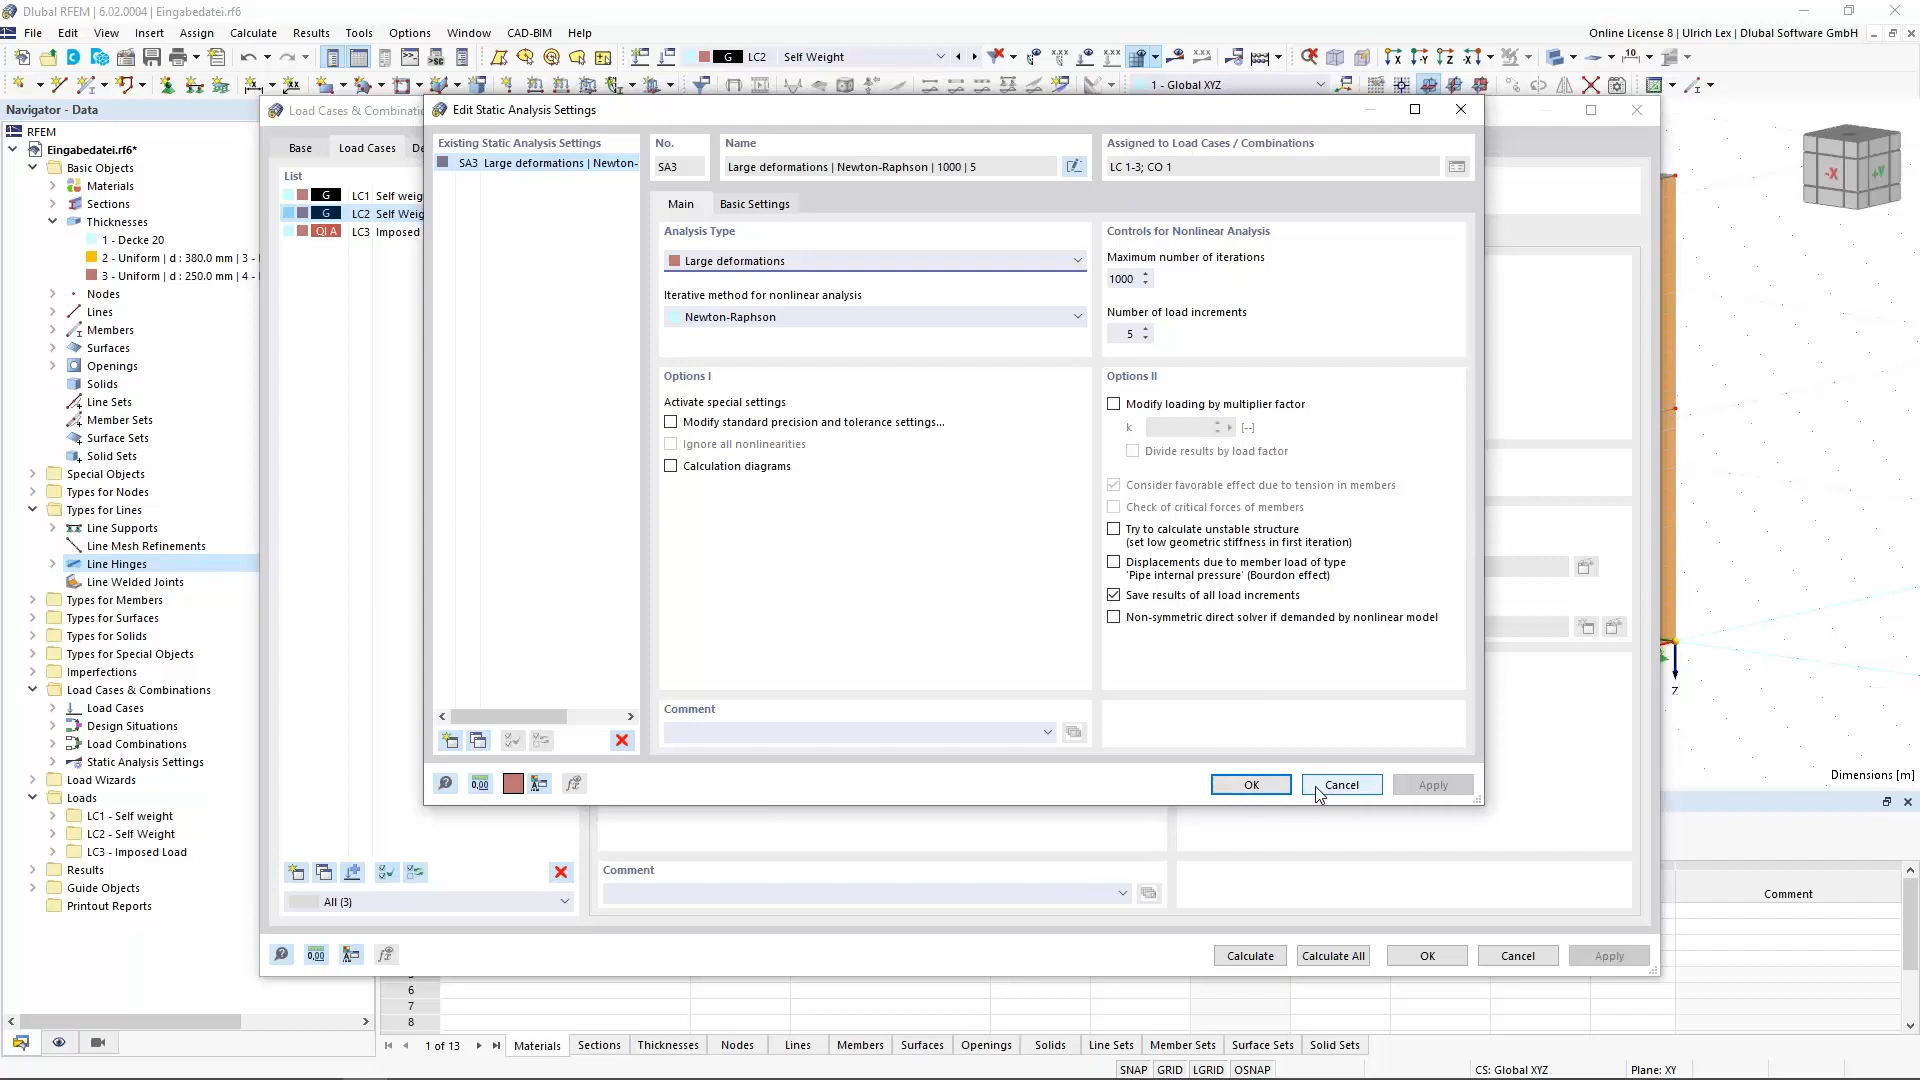 Dlubal RFEM | 6.02.0004 | Eingabedatei.rf6*
File Edit View Insert Assign Calculate Results Tools Options Window CAD-BIM Help
Online License 8 | Ulrich Lex | Dlubal Software GmbH
G LC2 Self Weight
1 - Global XYZ
Navigator - Data
RFEM
Eingabedatei.rf6*
Basic Objects
Materials
Sections
Thicknesses
1 - Decke 20
2 - Uniform | d : 380.0 mm | 3 -
3 - Uniform | d : 250.0 mm | 4 -
Nodes
Lines
Members
Surfaces
Openings
Solids
Line Sets
Member Sets
Surface Sets
Solid Sets
Special Objects
Types for Nodes
Types for Lines
Line Supports
Line Mesh Refinements
Line Hinges
Line Welded Joints
Types for Members
Types for Surfaces
Types for Solids
Types for Special Objects
Imperfections
Load Cases & Combinations
Load Cases
Design Situations
Load Combinations
Static Analysis Settings
Load Wizards
Loads
LC1 - Self weight
LC2 - Self Weight
LC3 - Imposed Load
Results
Guide Objects
Printout Reports
Load Cases & Combinati
Base Load Cases De
List
G LC1 Self weig
G LC2 Self Weig
QI A LC3 Imposed
All (3)
Comment
Calculate Calculate All OK Cancel Apply
Edit Static Analysis Settings
Existing Static Analysis Settings
SA3 Large deformations | Newton-
No.
SA3
Name
Large deformations | Newton-Raphson | 1000 | 5
Assigned to Load Cases / Combinations
LC 1-3; CO 1
Main Basic Settings
Analysis Type
Large deformations
Iterative method for nonlinear analysis
Newton-Raphson
Controls for Nonlinear Analysis
Maximum number of iterations
1000
Number of load increments
5
Options I
Activate special settings
Modify standard precision and tolerance settings...
Ignore all nonlinearities
Calculation diagrams
Options II
Modify loading by multiplier factor
k [--]
Divide results by load factor
Consider favorable effect due to tension in members
Check of critical forces of members
Try to calculate unstable structure
(set low geometric stiffness in first iteration)
Displacements due to member load of type
'Pipe internal pressure' (Bourdon effect)
Save results of all load increments
Non-symmetric direct solver if demanded by nonlinear model
Comment
0,00
OK Cancel Apply
0,00
-X +Y
Z
Dimensions [m]
Comment
6
7
8
1 of 13 Materials Sections Thicknesses Nodes Lines Members Surfaces Openings Solids Line Sets Member Sets Surface Sets Solid Sets
SNAP GRID LGRID OSNAP CS: Global XYZ Plane: XY